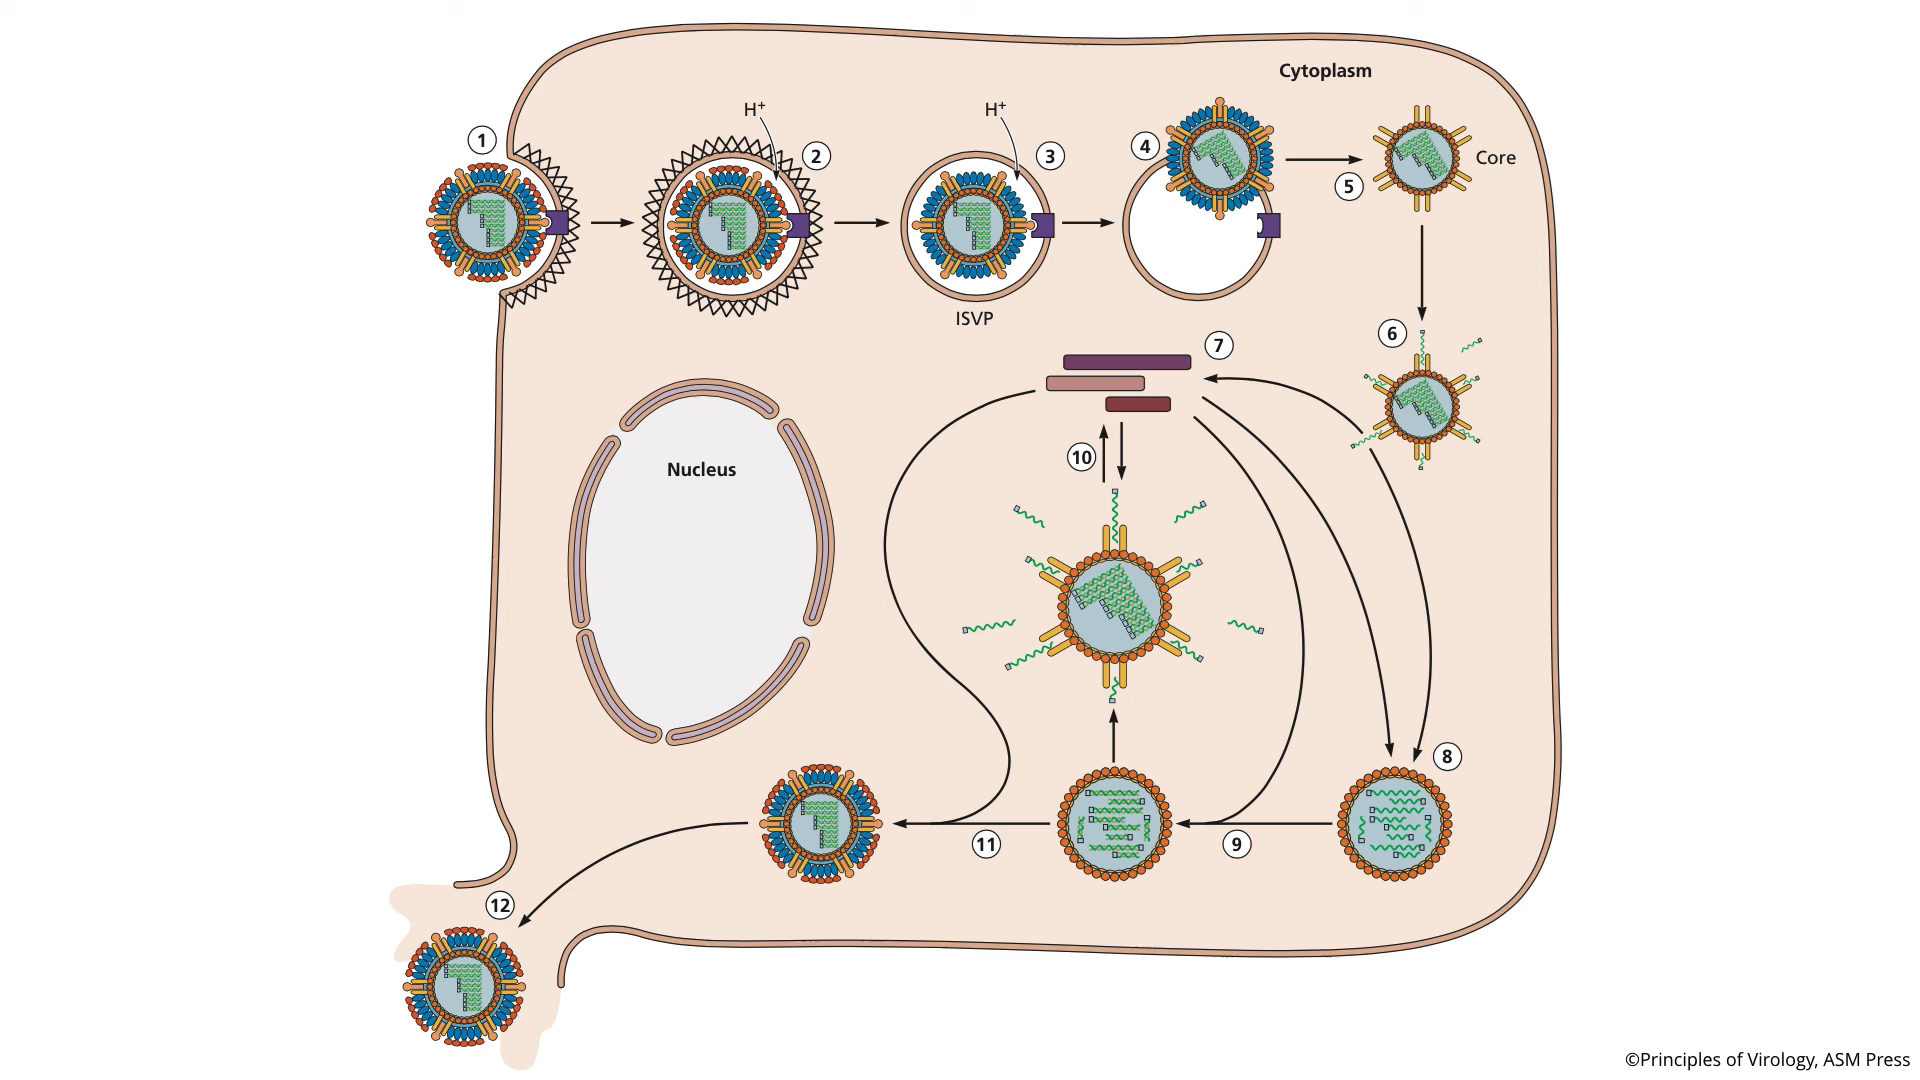 Cytoplasm
H+
H+
1
2
3
4
5
Core
ISVP
6
7
Nucleus
10
8
11
9
12
©Principles of Virology, ASM Press